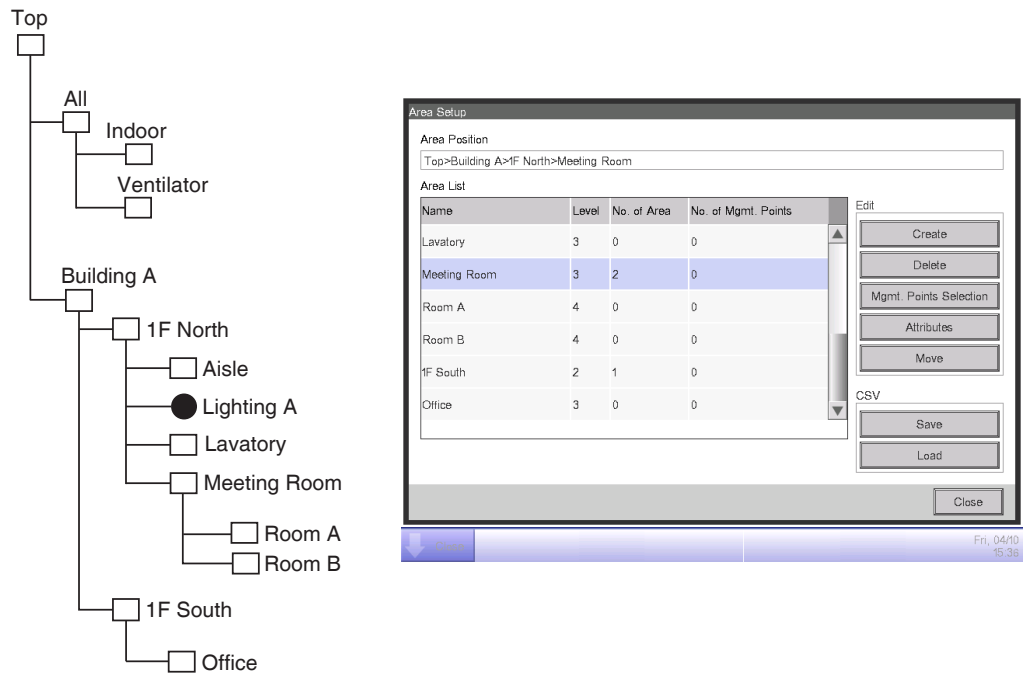 Top
All
Indoor
Ventilator
Building A
1F North
Aisle
Lighting A
Lavatory
Meeting Room
Room A
Room B
1F South
Office
Area Setup
Area Position
Top>Building A>1F North>Meeting Room
Area List
Name Level No. of Area No. of Mgmt. Points
Lavatory 3 0 0
Meeting Room 3 2 0
Room A 4 0 0
Room B 4 0 0
1F South 2 1 0
Office 3 0 0
Edit
Create
Delete
Mgmt. Points Selection
Attributes
Move
CSV
Save
Load
Close
Fri, 04/10
15:36